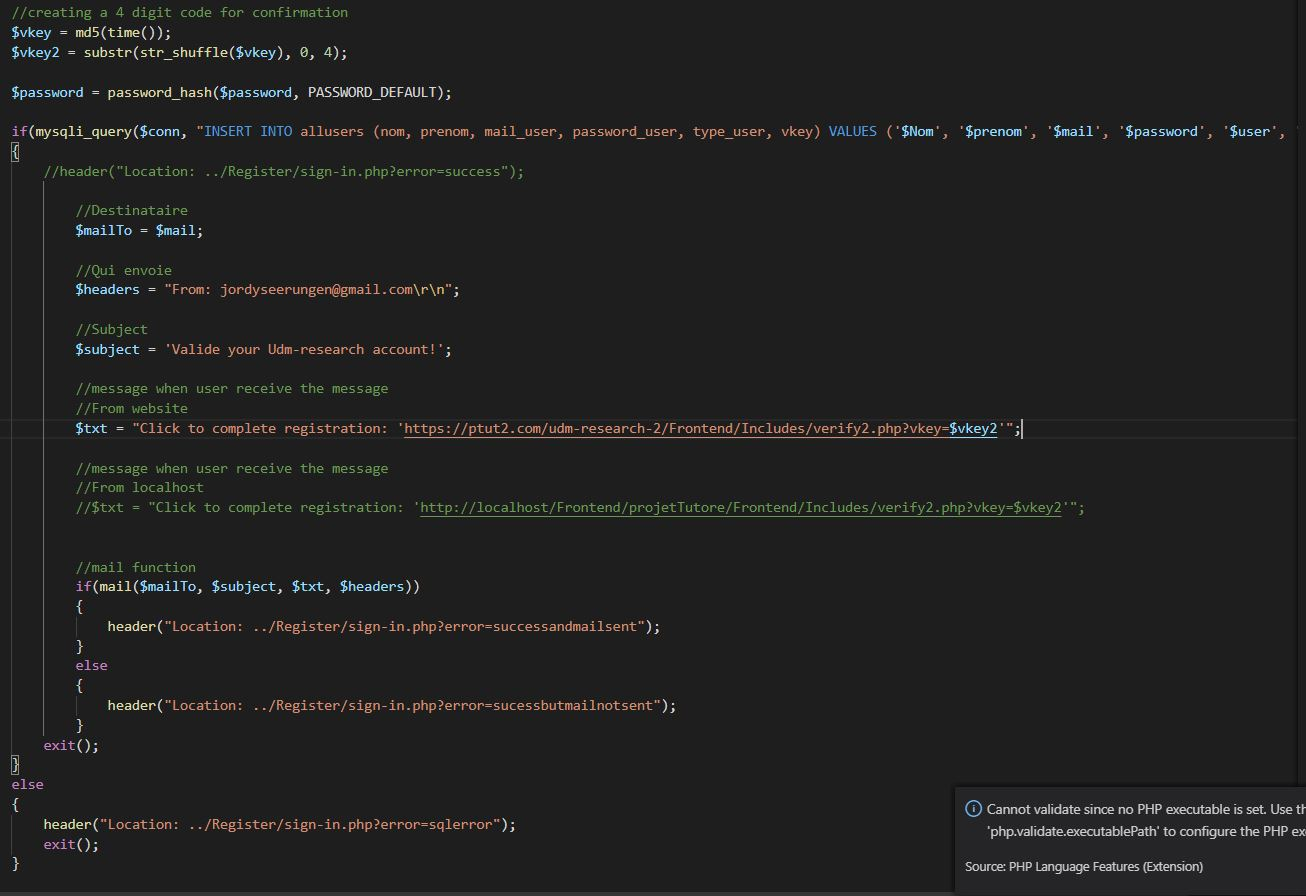 //creating a 4 digit code for confirmation
$vkey = md5(time());
$vkey2 = substr(str_shuffle($vkey), 0, 4);
$password = password_hash($password, PASSWORD_DEFAULT);
if(mysqli_query($conn, "INSERT INTO allusers (nom, prenom, mail_user, password_user, type_user, vkey) VALUES ('$Nom', '$prenom', '$mail', '$password', '$user', '
{
//header("Location: ../Register/sign-in.php?error=success");
//Destinataire
$mailTo = $mail;
//Qui envoie
$headers = "From: jordyseerungen@gmail.com\r\n";
//Subject
$subject = 'Valide your Udm-research account!';
//message when user receive the message
//From website
$txt = "Click to complete registration: 'https://ptut2.com/udm-research-2/Frontend/Includes/verify2.php?vkey=$vkey2'";
//message when user receive the message
//From localhost
//$txt = "Click to complete registration: 'http://localhost/Frontend/projetTutore/Frontend/Includes/verify2.php?vkey=$vkey2'";
//mail function
if(mail($mailTo, $subject, $txt, $headers))
{
header("Location: ../Register/sign-in.php?error=successandmailsent");
}
else
{
header("Location: ../Register/sign-in.php?error=sucessbutmailnotsent");
}
exit();
}
else
{
header("Location: ../Register/sign-in.php?error=sqlerror");
exit();
}
Cannot validate since no PHP executable is set. Use th
'php.validate.executablePath' to configure the PHP ex
Source: PHP Language Features (Extension)